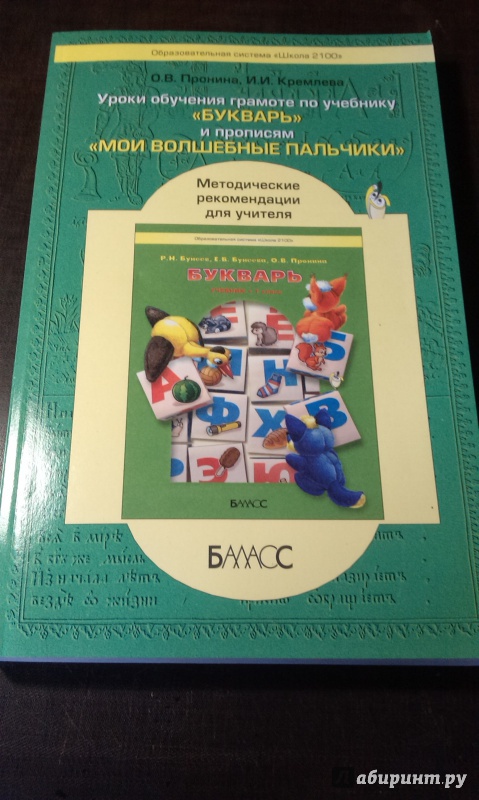 Образовательная система «Школа 2100»
О.В. Пронина, И.И. Кремлева
Уроки обучения грамоте по учебнику
«БУКВАРЬ»
и прописям
«МОИ ВОЛШЕБНЫЕ ПАЛЬЧИКИ»
Методические
рекомендации
для учителя
Образовательная система «Школа 2100»
Р.Н. Бунеев, Е.В. Бунеева, О.В. Пронина
БУКВАРЬ
Е
Ё
А
П
Н
Б
Ф
Х
В
З
Ю
БАЛАСС
БАЛАСС
Лабиринт.ру